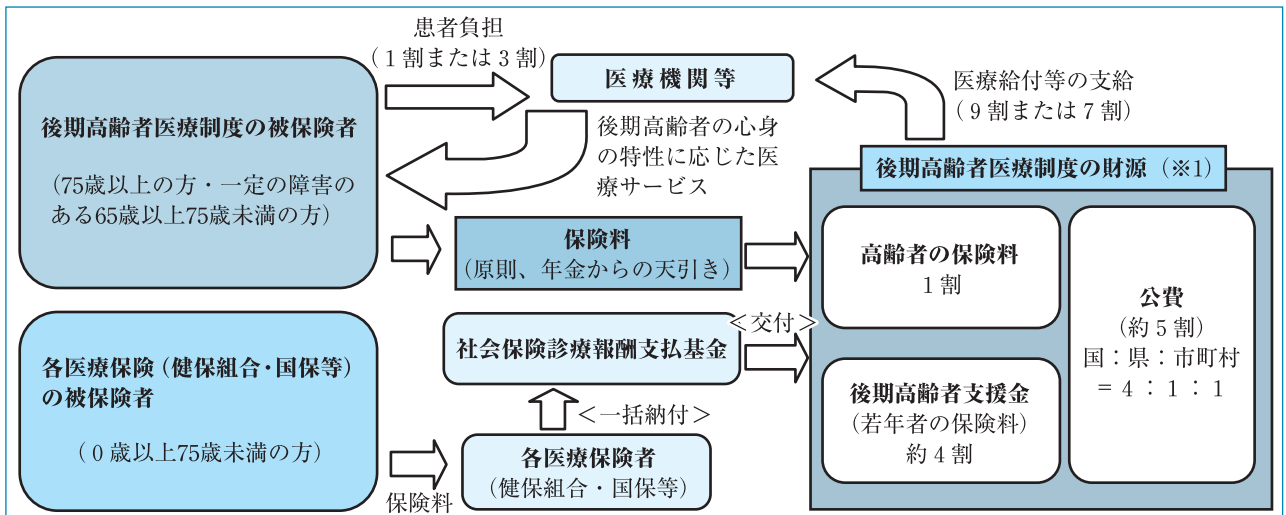 患者負担
(1割または3割)
医療機関等
医療給付等の支給
(9割または7割)
後期高齢者医療制度の被保険者
(75歳以上の方・一定の障害の
ある65歳以上75歳未満の方)
後期高齢者の心身
の特性に応じた医
療サービス
後期高齢者医療制度の財源(※1)
保険料
(原則、年金からの天引き)
高齢者の保険料
1割
公費
(約5割)
国:県:市町村
=4:1:1
<交付>
社会保険診療報酬支払基金
各医療保険(健保組合・国保等)
の被保険者
(0歳以上75歳未満の方)
後期高齢者支援金
(若年者の保険料)
約4割
<一括納付>
各医療保険者
(健保組合・国保等)
保険料